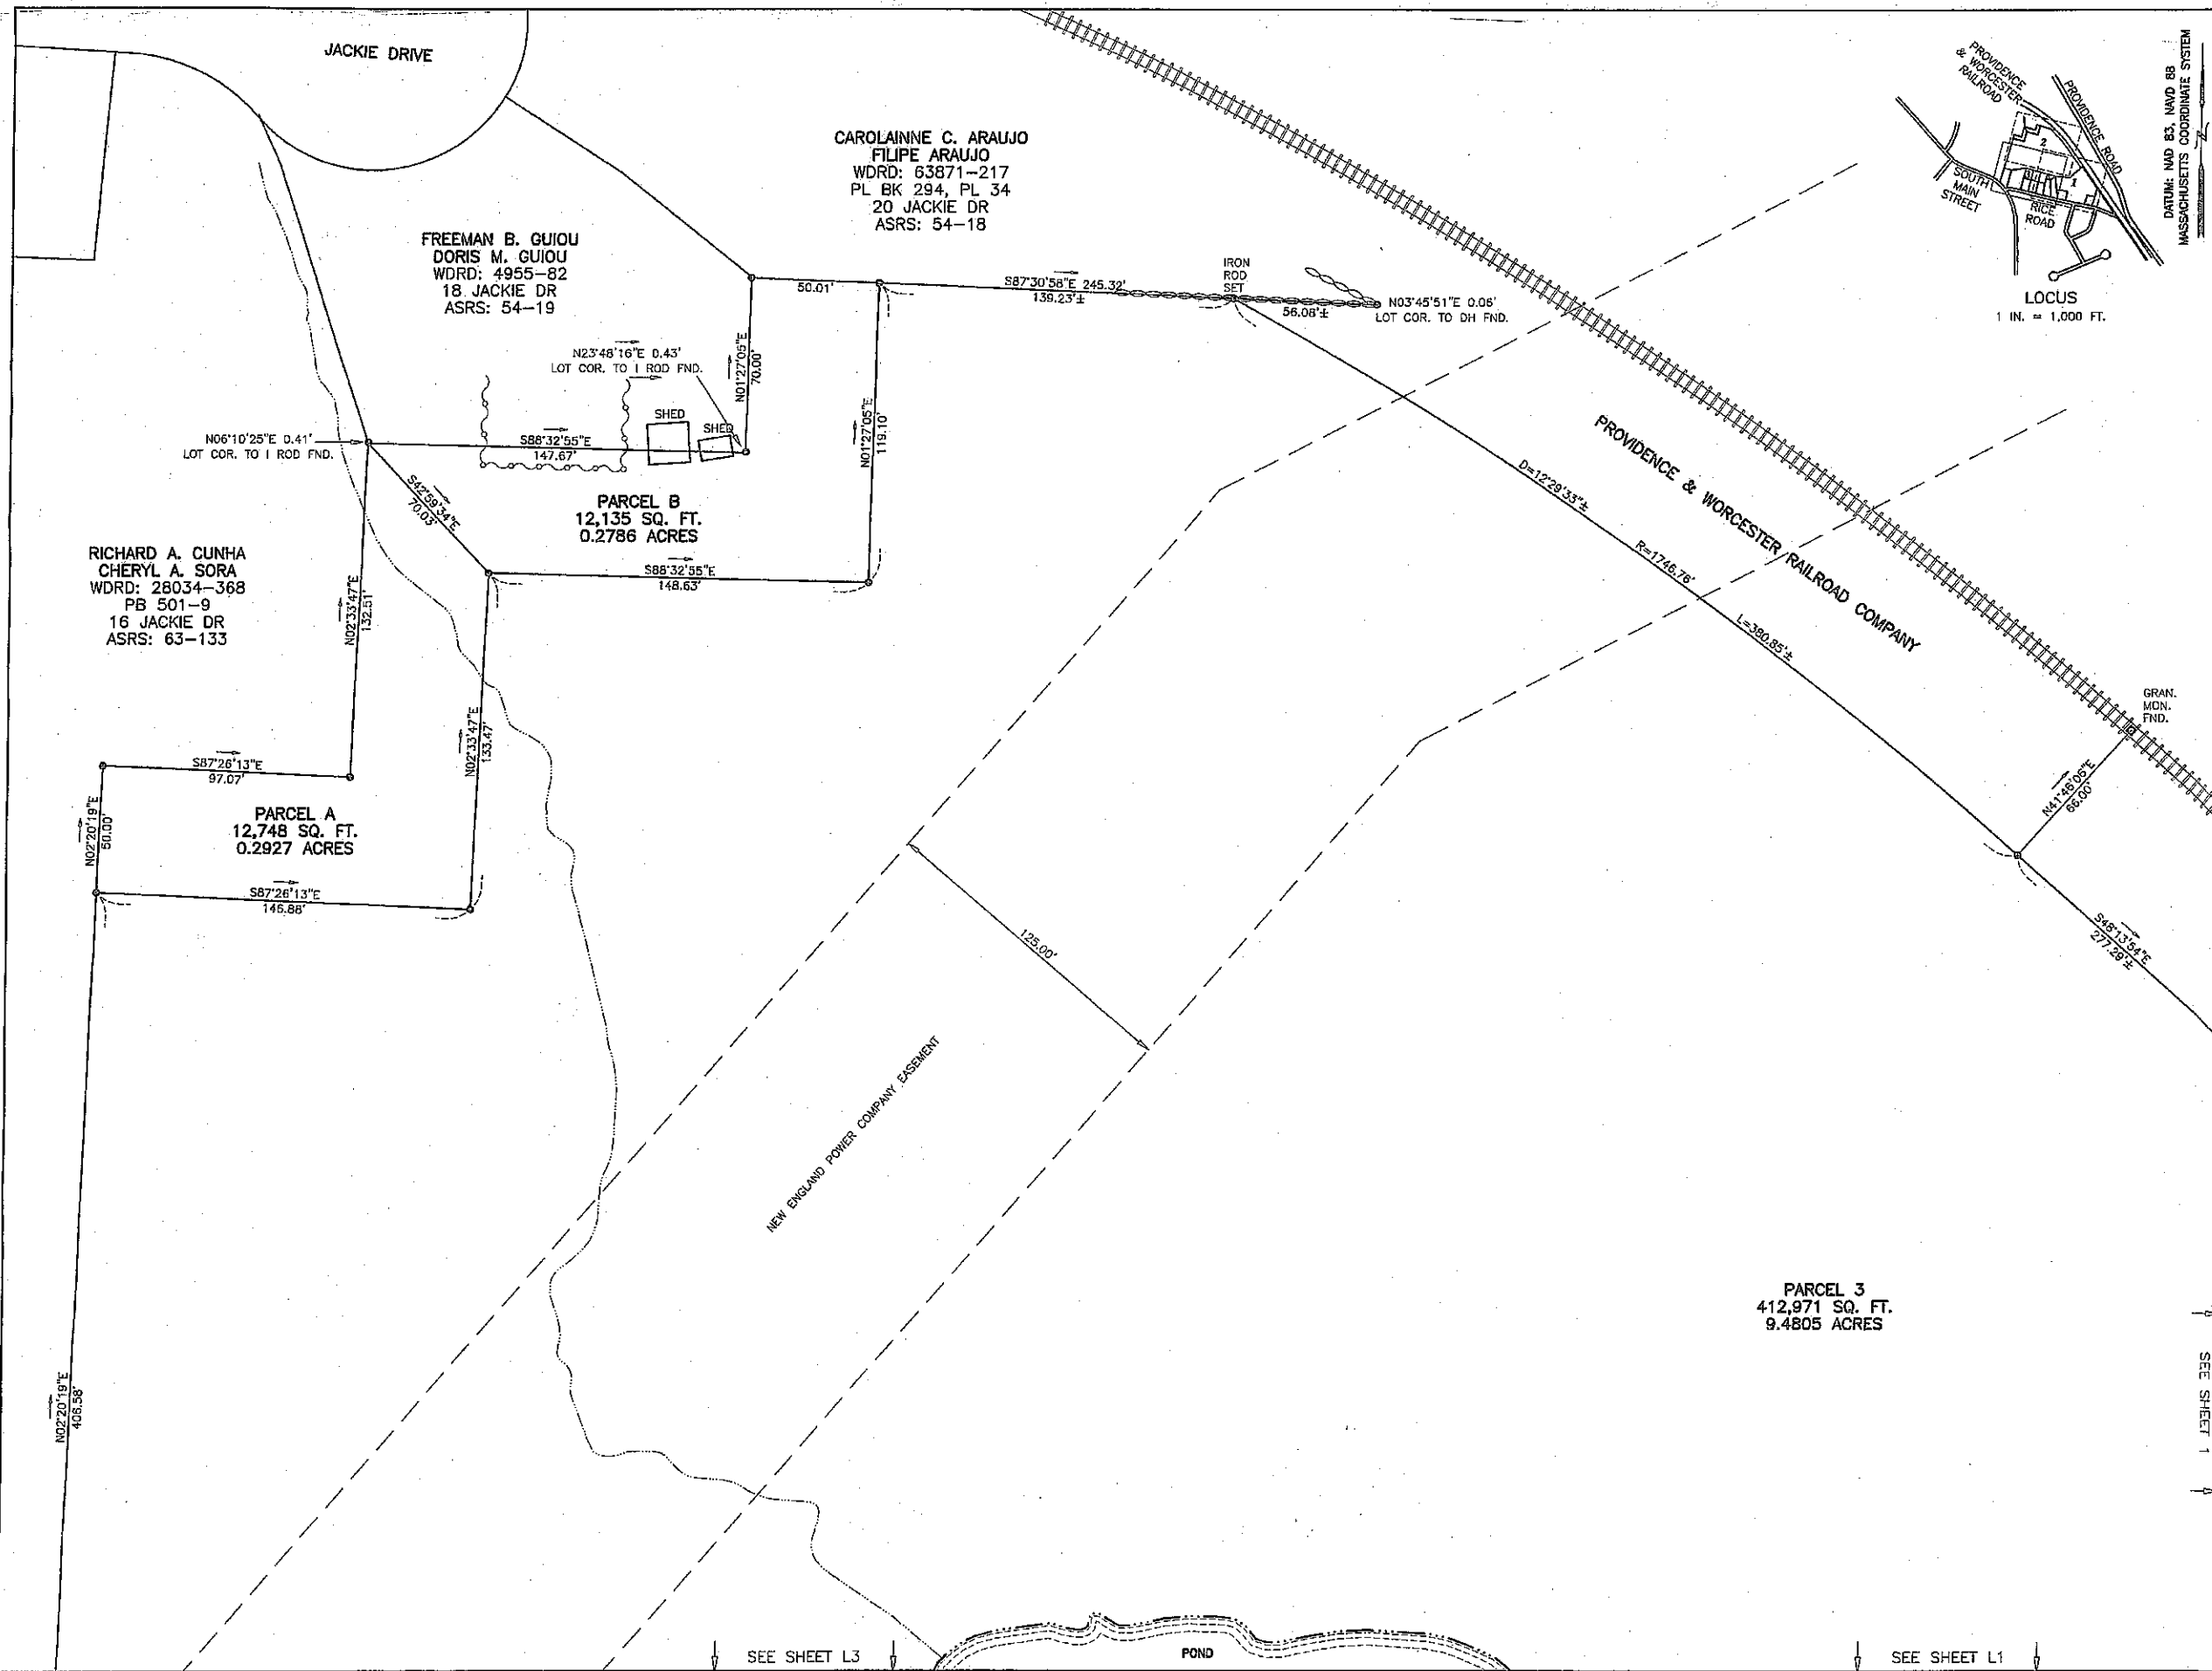 JACKIE DRIVE
CAROLAINNE C. ARAUJO
FILIPE ARAUJO
WDRD: 63871-217
PL BK 294, PL 34
20 JACKIE DR
ASRS: 54-18
FREEMAN B. GUIOU
DORIS M. GUIOU
WDRD: 4955-82
18 JACKIE DR
ASRS: 54-19
PROVIDENCE
& WORCESTER
RAILROAD
PROVIDENCE ROAD
2
1
SOUTH
MAIN
STREET
RICE
ROAD
LOCUS
1 IN. = 1,000 FT.
DATUM: NAD 83, NAVD 88
MASSACHUSETTS COORDINATE SYSTEM
N
50.01'
S87°30'58"E 245.32'
139.23'±
IRON
ROD
SET
56.08'±
N03°45'51"E 0.06'
LOT COR. TO DH FND.
N23°48'16"E 0.43'
LOT COR. TO I ROD FND.
N01°27'05"E
70.00'
SHED
SHED
N06°10'25"E 0.41'
LOT COR. TO I ROD FND.
S88°32'55"E
147.67'
N01°27'05"E
119.10'
S42°59'34"E
70.03'
PARCEL B
12,135 SQ. FT.
0.2786 ACRES
S88°32'55"E
148.63'
RICHARD A. CUNHA
CHERYL A. SORA
WDRD: 28034-368
PB 501-9
16 JACKIE DR
ASRS: 63-133
N02°33'47"E
132.51'
N02°33'47"E
133.47'
S87°26'13"E
97.07'
N02°20'19"E
50.00'
PARCEL A
12,748 SQ. FT.
0.2927 ACRES
S87°26'13"E
146.88'
PROVIDENCE & WORCESTER RAILROAD COMPANY
D=12°29'33"±
R=1746.76'
L=380.85'±
GRAN.
MON.
FND.
N41°46'06"E
66.00'
S48°13'54"E
277.29'±
125.00'
NEW ENGLAND POWER COMPANY EASEMENT
PARCEL 3
412,971 SQ. FT.
9.4805 ACRES
SEE SHEET 1
N02°20'19"E
406.58'
SEE SHEET L3
POND
SEE SHEET L1